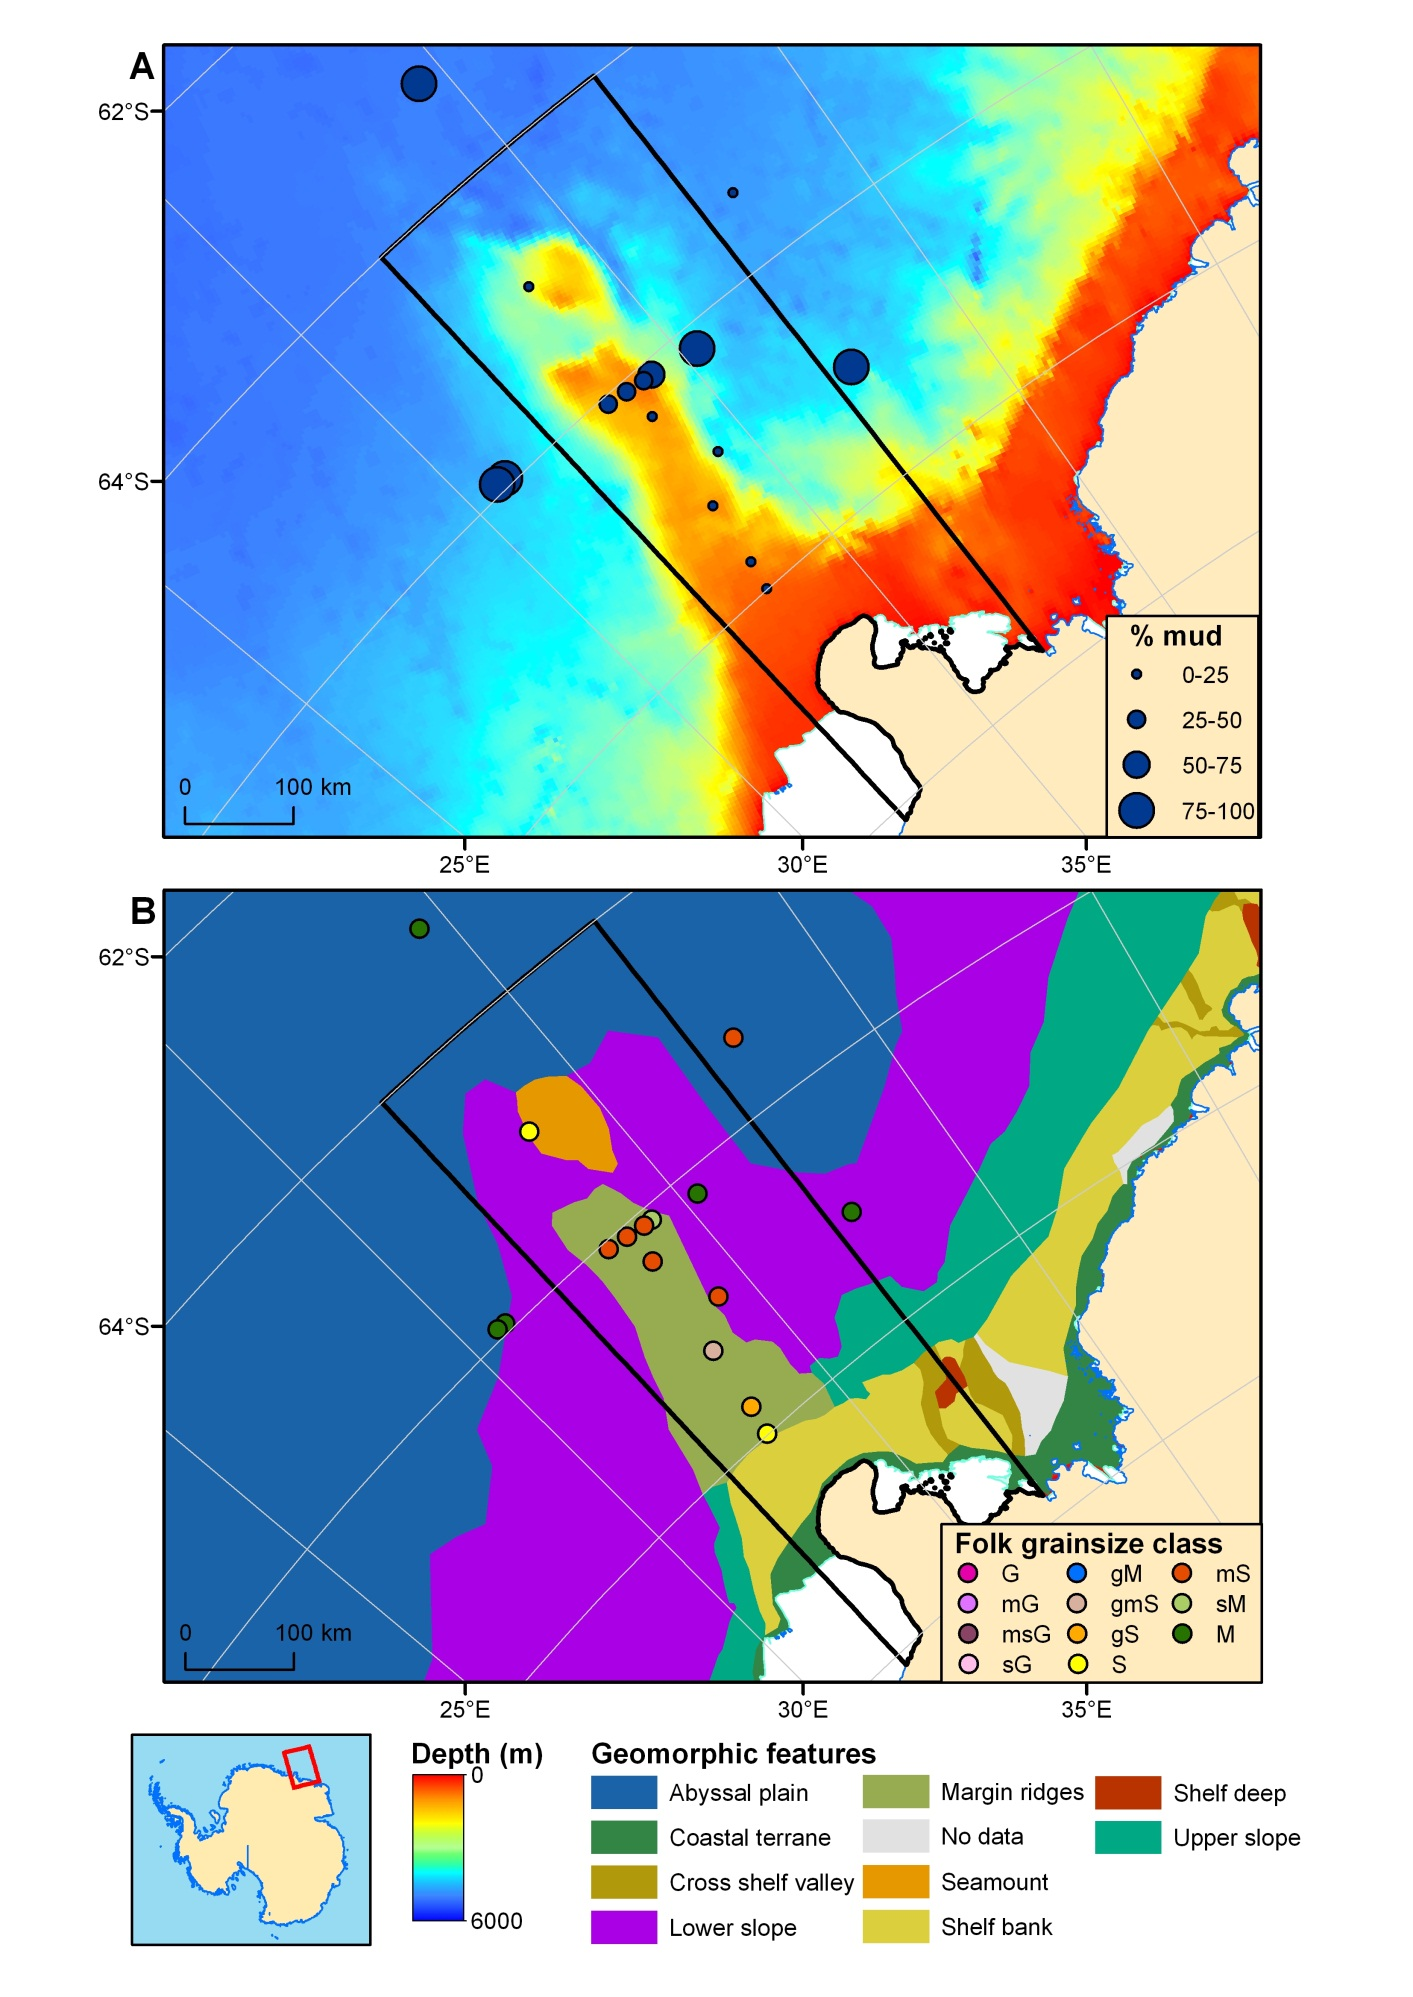 A
62°S
64°S
% mud
0-25
25-50
50-75
75-100
0 100 km
25°E 30°E 35°E
B
62°S
64°S
Folk grainsize class
G gM mS
mG gmS sM
msG gS M
sG S
0 100 km
25°E 30°E 35°E
Depth (m)
0
6000
Geomorphic features
Abyssal plain Margin ridges Shelf deep
Coastal terrane No data Upper slope
Cross shelf valley Seamount
Lower slope Shelf bank